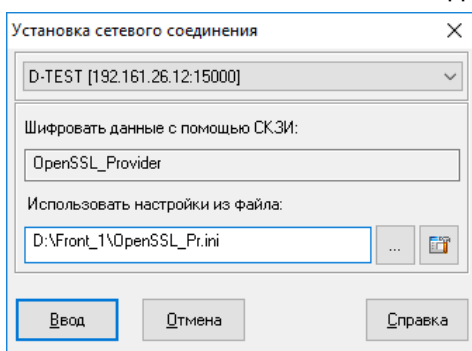 Установка сетевого соединения
D-TEST [192.161.26.12:15000]
Шифровать данные с помощью СКЗИ:
OpenSSL_Provider
Использовать настройки из файла:
D:\Front_1\OpenSSL_Pr.ini
...
Ввод Отмена Справка